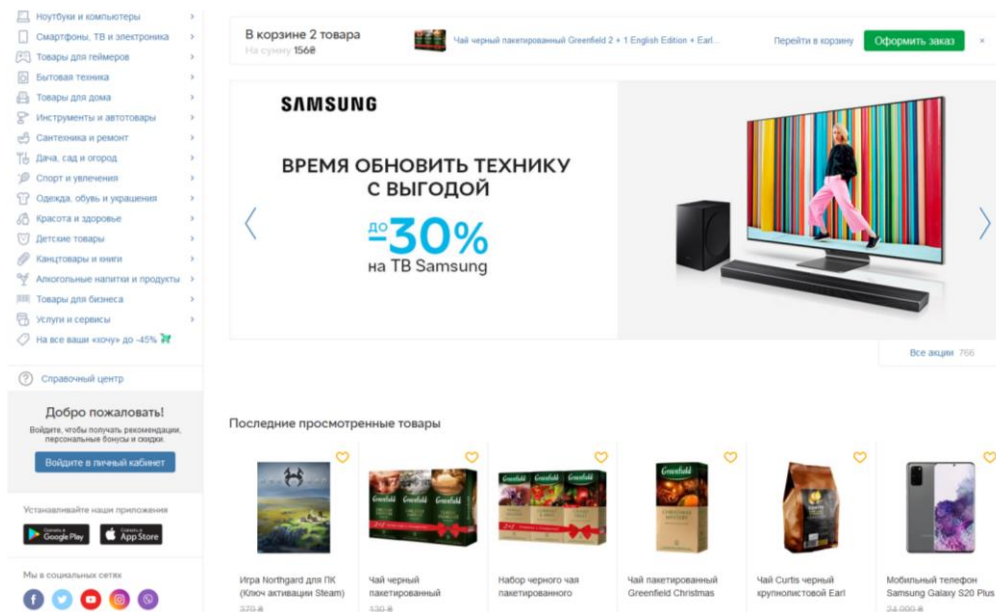 Ноутбуки и компьютеры
Смартфоны, ТВ и электроника
Товары для геймеров
Бытовая техника
Товары для дома
Инструменты и автотовары
Сантехника и ремонт
Дача, сад и огород
Спорт и увлечения
Одежда, обувь и украшения
Красота и здоровье
Детские товары
Канцтовары и книги
Алкогольные напитки и продукты
Товары для бизнеса
Услуги и сервисы
На все ваши «хочу» до -45%
Справочный центр
Добро пожаловать!
Войдите, чтобы получать рекомендации,
персональные бонусы и скидки.
Войдите в личный кабинет
Устанавливайте наши приложения
Google Play
App Store
Мы в социальных сетях
В корзине 2 товара
На сумму 156₴
Чай черный пакетированный Greenfield 2 + 1 English Edition + Earl...
Перейти в корзину
Оформить заказ
SAMSUNG
ВРЕМЯ ОБНОВИТЬ ТЕХНИКУ
С ВЫГОДОЙ
до
-30%
на ТВ Samsung
Все акции 766
Последние просмотренные товары
Игра Northgard для ПК
(Ключ активации Steam)
370 ₴
Чай черный
пакетированный
130 ₴
Набор черного чая
пакетированного
Чай пакетированный
Greenfield Christmas
Чай Curtis черный
крупнолистовой Earl
Мобильный телефон
Samsung Galaxy S20 Plus
24 999 ₴